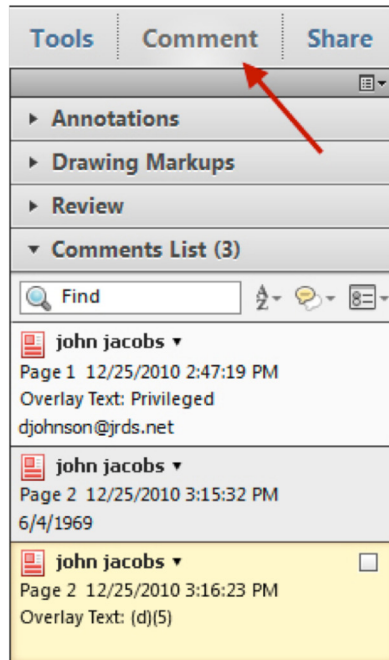 Tools Comment Share
Annotations
Drawing Markups
Review
Comments List (3)
Find
john jacobs
Page 1 12/25/2010 2:47:19 PM
Overlay Text: Privileged
djohnson@jrds.net
john jacobs
Page 2 12/25/2010 3:15:32 PM
6/4/1969
john jacobs
Page 2 12/25/2010 3:16:23 PM
Overlay Text: (d)(5)